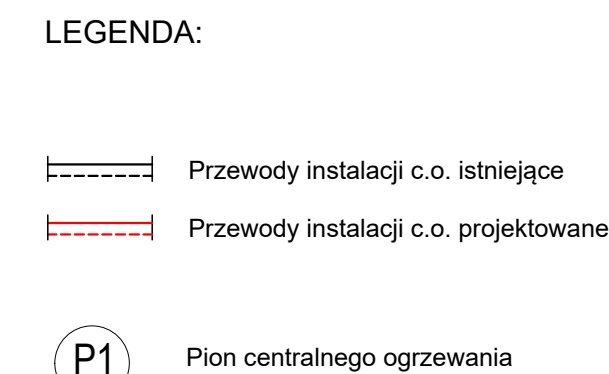 LEGENDA:
Przewody instalacji c.o. istniejące
Przewody instalacji c.o. projektowane
P1 Pion centralnego ogrzewania